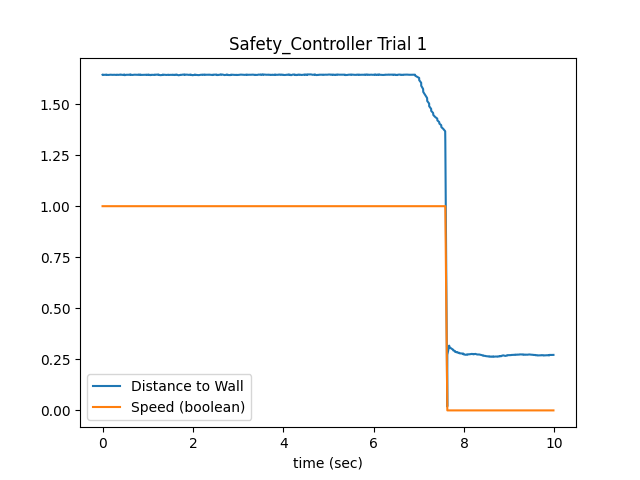 Safety_Controller Trial 1
1.50
1.25
1.00
0.75
0.50
0.25
0.00
Distance to Wall
Speed (boolean)
0 2 4 6 8 10
time (sec)